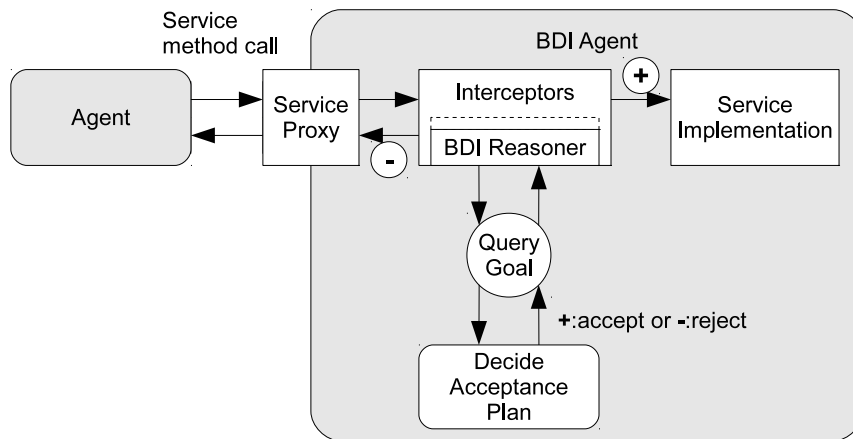 Service
method call
BDI Agent
+
Agent
Service
Proxy
Interceptors
BDI Reasoner
-
Service
Implementation
Query
Goal
+:accept or -:reject
Decide
Acceptance
Plan